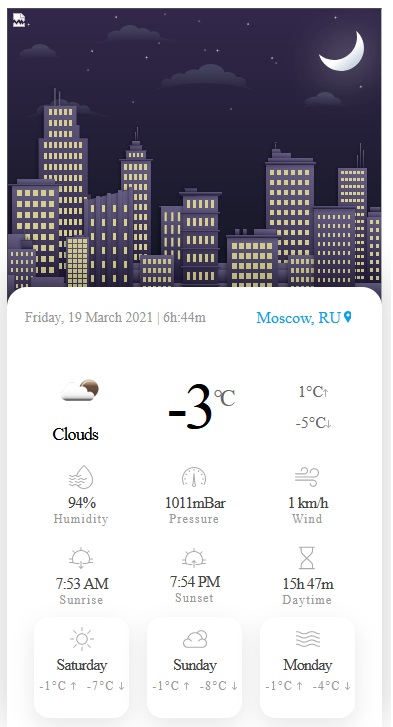 Friday, 19 March 2021 | 6h:44m
Moscow, RU
-3°C
1°C↑
-5°C↓
Clouds
94%
Humidity
1011mBar
Pressure
1 km/h
Wind
7:53 AM
Sunrise
7:54 PM
Sunset
15h 47m
Daytime
Saturday
-1°C ↑ -7°C ↓
Sunday
-1°C ↑ -8°C ↓
Monday
-1°C ↑ -4°C ↓